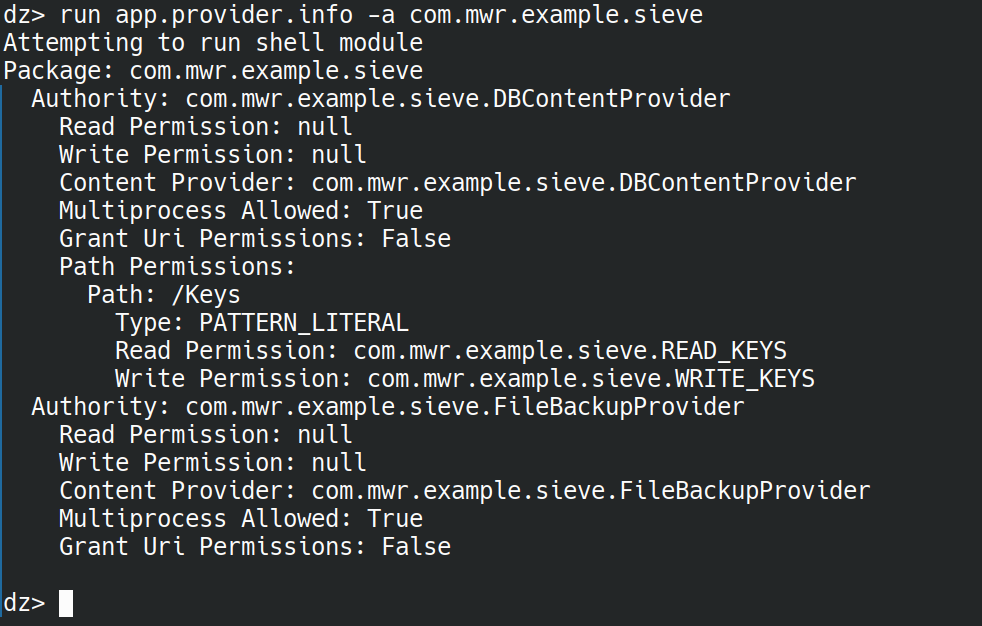 dz> run app.provider.info -a com.mwr.example.sieve
Attempting to run shell module
Package: com.mwr.example.sieve
  Authority: com.mwr.example.sieve.DBContentProvider
    Read Permission: null
    Write Permission: null
    Content Provider: com.mwr.example.sieve.DBContentProvider
    Multiprocess Allowed: True
    Grant Uri Permissions: False
    Path Permissions:
      Path: /Keys
        Type: PATTERN_LITERAL
        Read Permission: com.mwr.example.sieve.READ_KEYS
        Write Permission: com.mwr.example.sieve.WRITE_KEYS
  Authority: com.mwr.example.sieve.FileBackupProvider
    Read Permission: null
    Write Permission: null
    Content Provider: com.mwr.example.sieve.FileBackupProvider
    Multiprocess Allowed: True
    Grant Uri Permissions: False
dz>